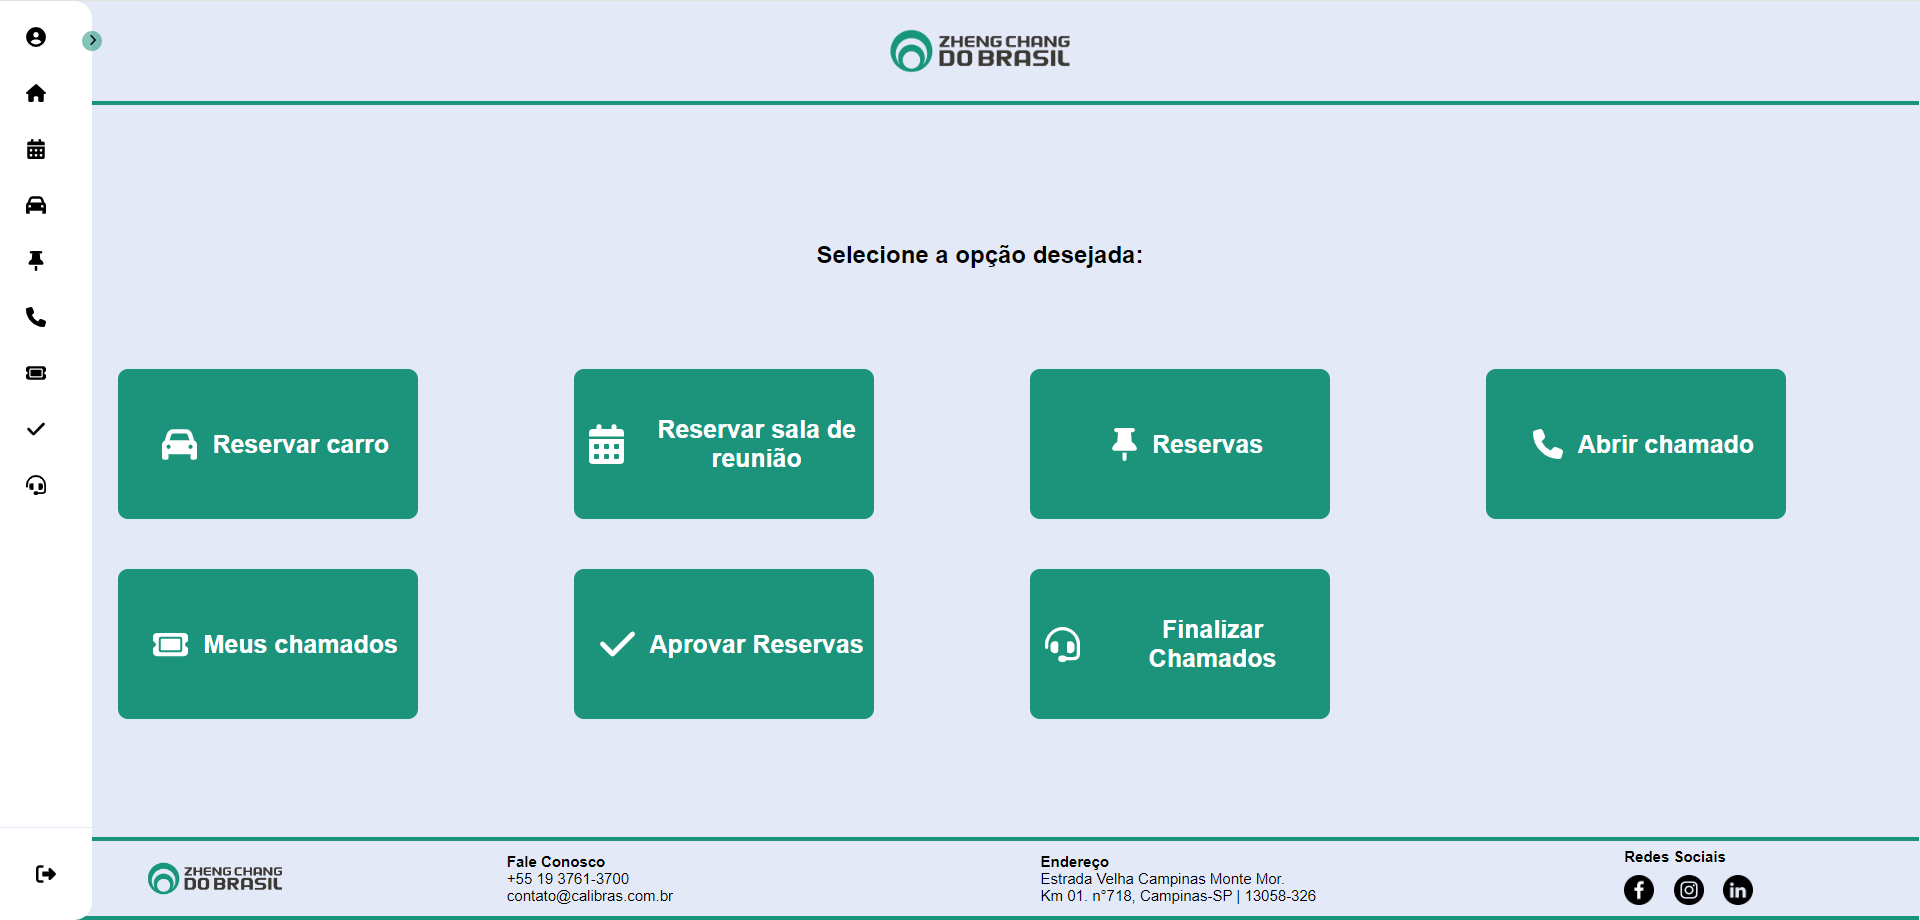 ZHENG CHANG
DO BRASIL
Selecione a opção desejada:
Reservar carro
Reservar sala de
reunião
Reservas
Abrir chamado
Meus chamados
Aprovar Reservas
Finalizar
Chamados
ZHENG CHANG
DO BRASIL
Fale Conosco
+55 19 3761-3700
contato@calibras.com.br
Endereço
Estrada Velha Campinas Monte Mor.
Km 01. n°718, Campinas-SP | 13058-326
Redes Sociais